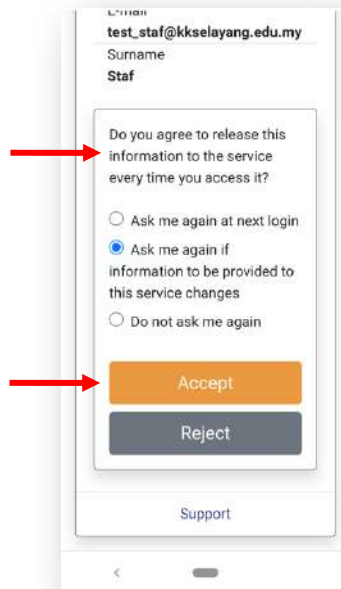 E-mail
test_staf@kkselayang.edu.my
Surname
Staf
Do you agree to release this
information to the service
every time you access it?
Ask me again at next login
Ask me again if
information to be provided to
this service changes
Do not ask me again
Accept
Reject
Support